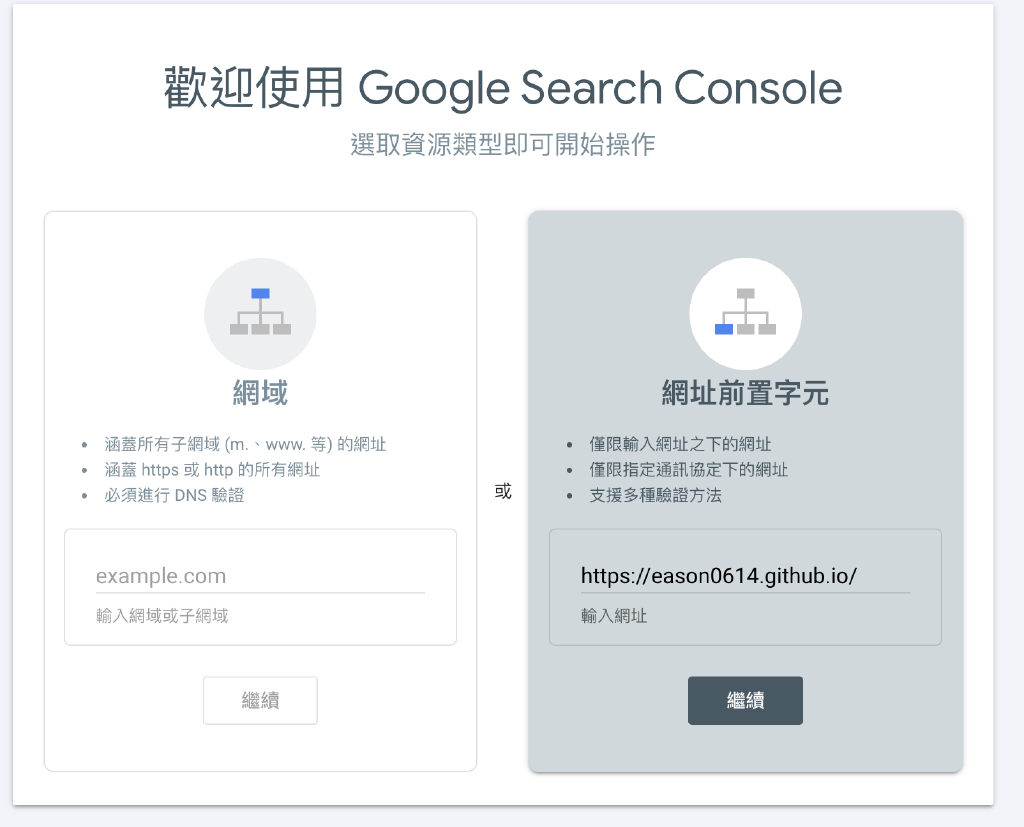 歡迎使用 Google Search Console
選取資源類型即可開始操作
網域
涵蓋所有子網域 (m.、www. 等) 的網址
涵蓋 https 或 http 的所有網址
必須進行 DNS 驗證
example.com
輸入網域或子網域
繼續
或
網址前置字元
僅限輸入網址之下的網址
僅限指定通訊協定下的網址
支援多種驗證方法
https://eason0614.github.io/
輸入網址
繼續